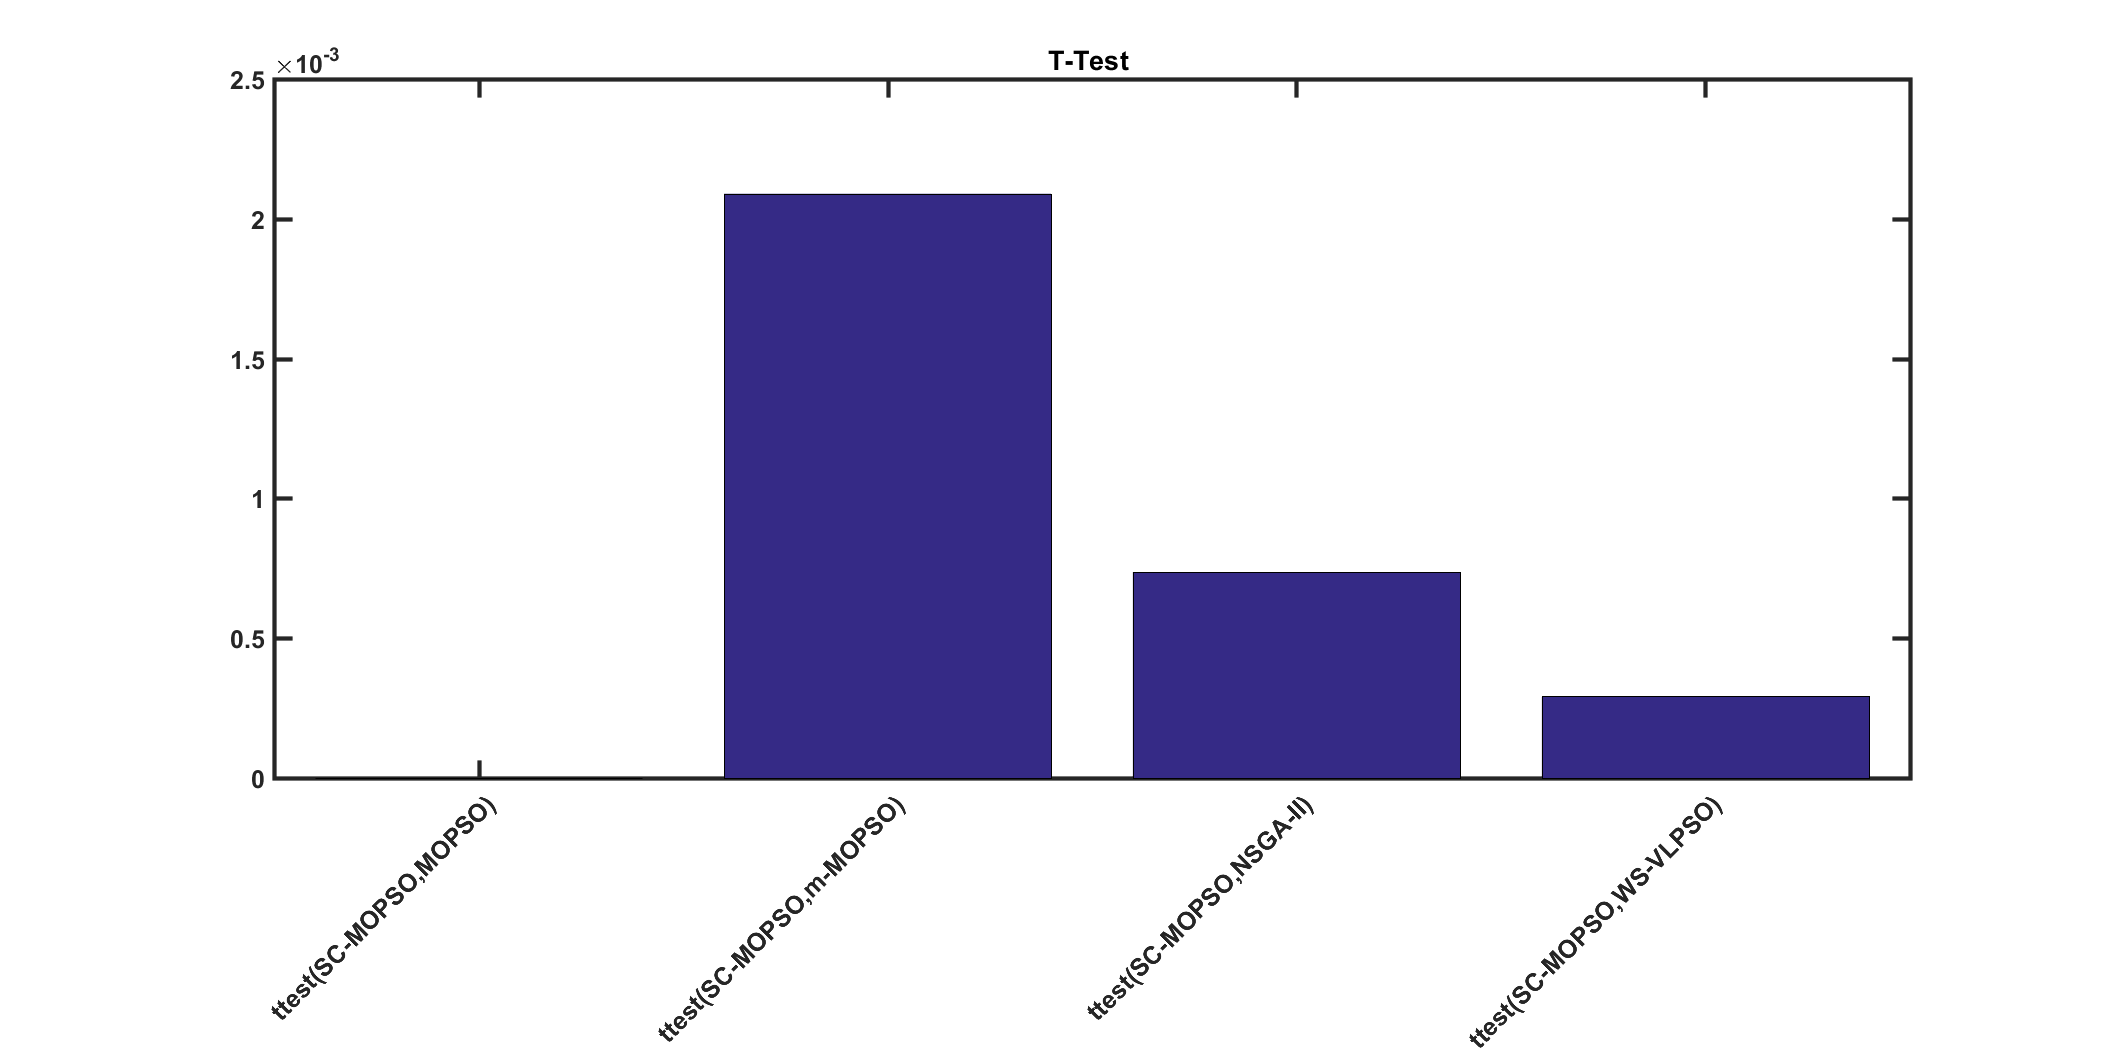 T-Test
×10-3
2.5
2
1.5
1
0.5
0
ttest(SC-MOPSO,MOPSO)
ttest(SC-MOPSO,m-MOPSO)
ttest(SC-MOPSO,NSGA-II)
ttest(SC-MOPSO,WS-VLPSO)